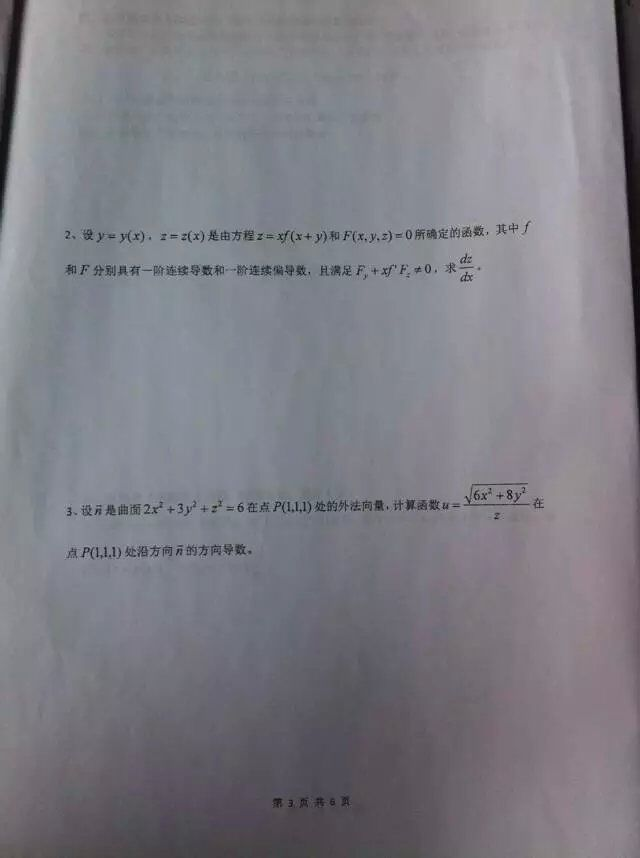 2、设 y = y(x)，z = z(x) 是由方程 z = xf(x + y) 和 F(x, y, z) = 0 所确定的函数，其中 f
和 F 分别具有一阶连续导数和一阶连续偏导数，且满足 F_y + xf' F_z ≠ 0，求 dz/dx。
3、设 n⃗ 是曲面 2x² + 3y² + z² = 6 在点 P(1,1,1) 处的外法向量，计算函数 u = √(6x² + 8y²)/z 在
点 P(1,1,1) 处沿方向 n⃗ 的方向导数。
第 3 页 共 6 页